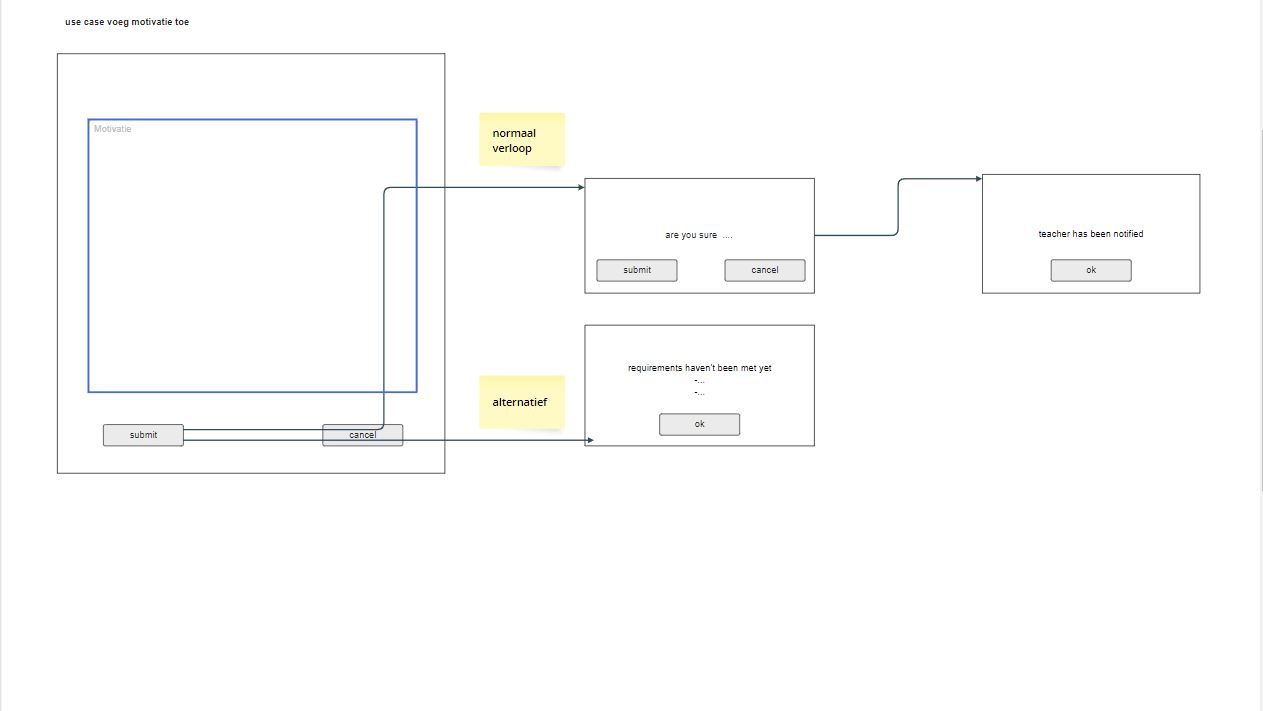 use case voeg motivatie toe
Motivatie
submit
cancel
normaal
verloop
are you sure ....
submit
cancel
teacher has been notified
ok
alternatief
requirements haven't been met yet
-...
-...
ok